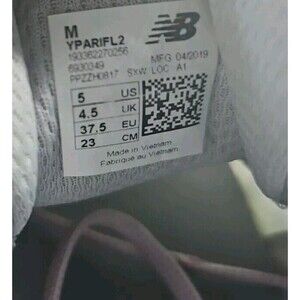 M
YPARIFL2
193362270256
6930349 MFG 04/2019
PPZZH0817 SXW LOC: A1
5 US
4.5 UK
37.5 EU
23 CM
Made in Vietnam
Fabriqué au Vietnam